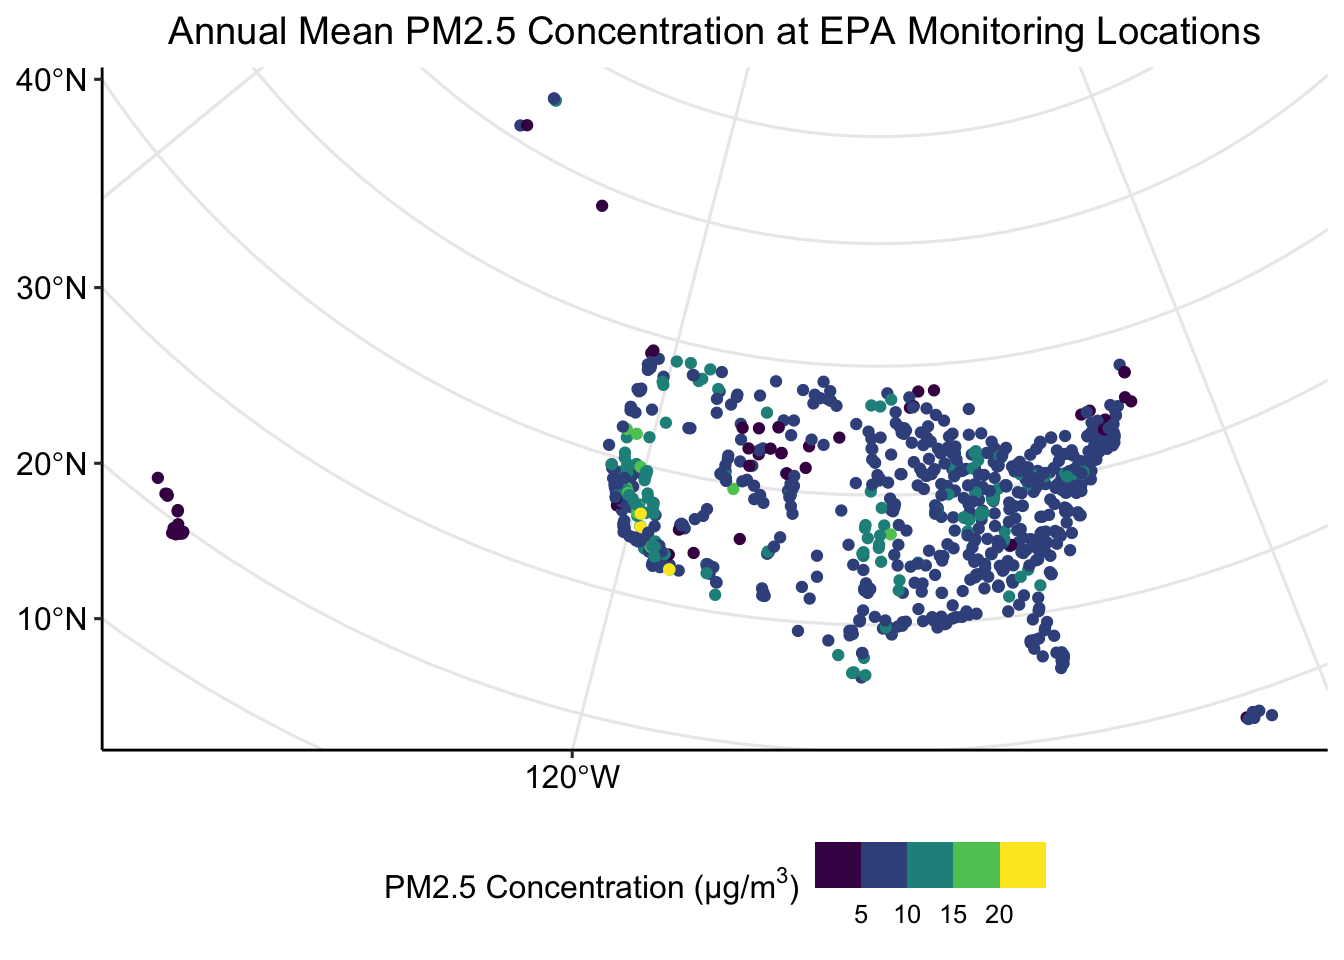 Annual Mean PM2.5 Concentration at EPA Monitoring Locations
40°N
30°N
20°N
10°N
120°W
PM2.5 Concentration (μg/m³)
5 10 15 20